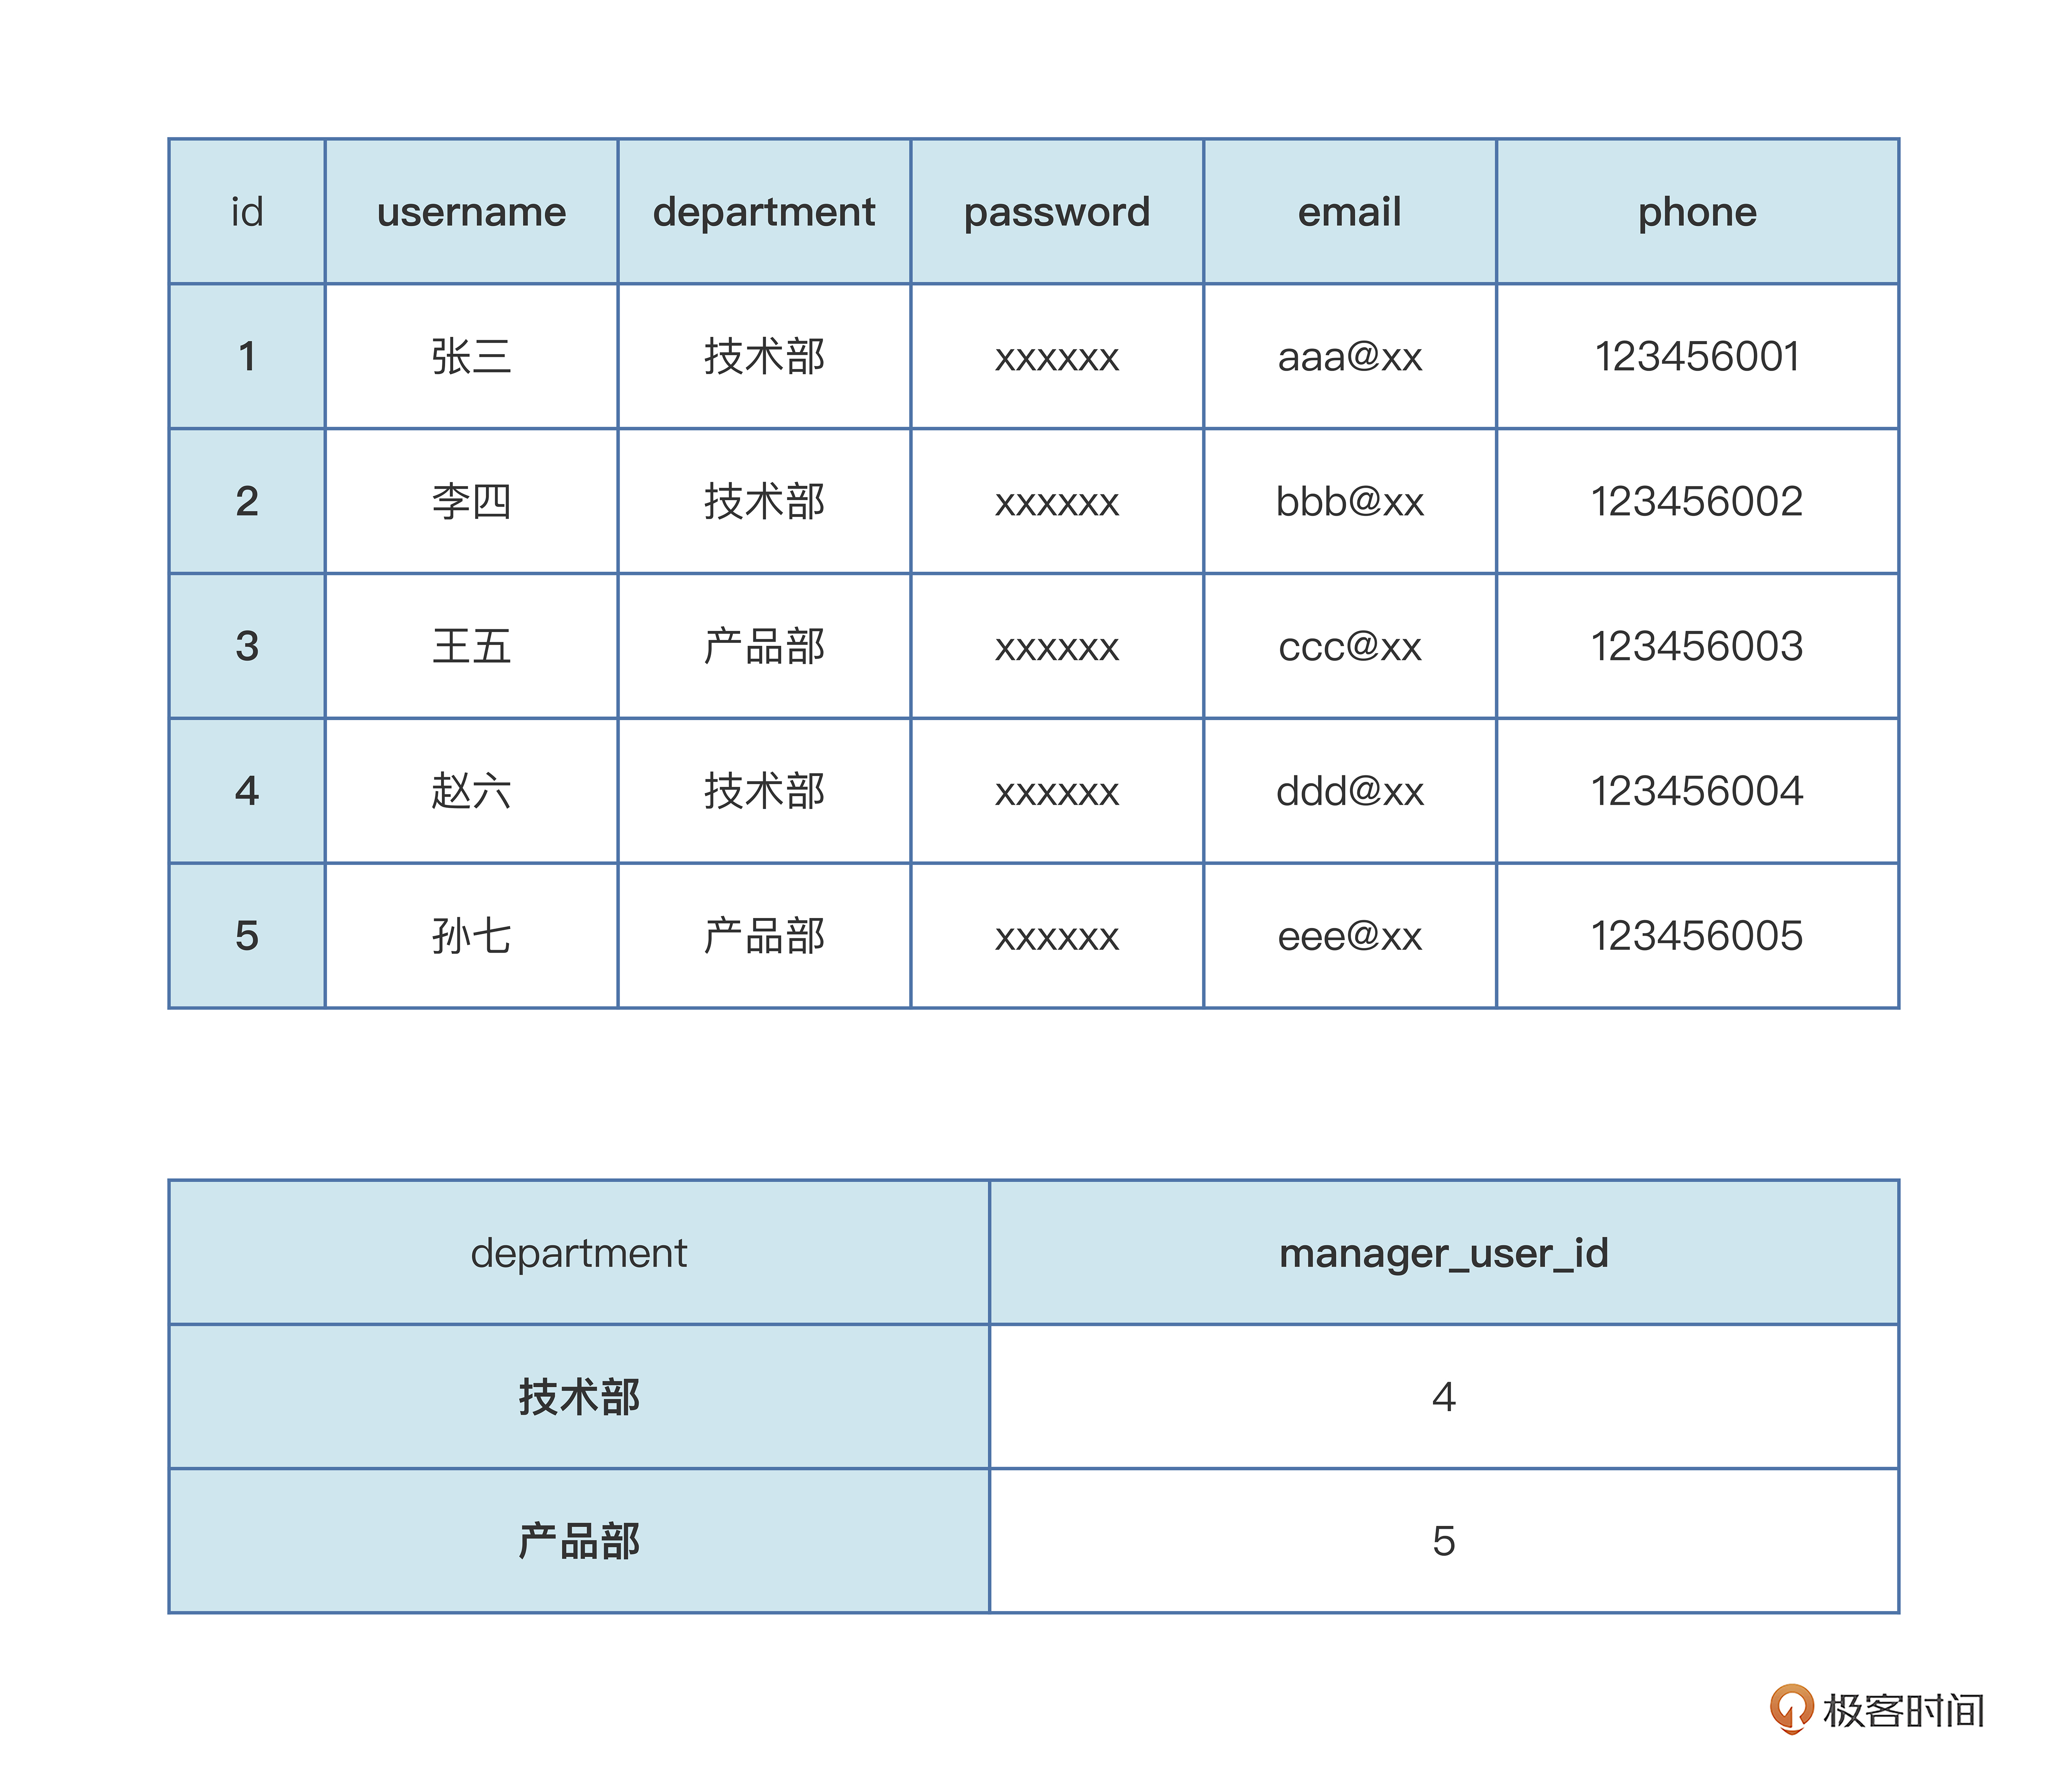 id username department password email phone
1 张三 技术部 xxxxxx aaa@xx 123456001
2 李四 技术部 xxxxxx bbb@xx 123456002
3 王五 产品部 xxxxxx ccc@xx 123456003
4 赵六 技术部 xxxxxx ddd@xx 123456004
5 孙七 产品部 xxxxxx eee@xx 123456005
department manager_user_id
技术部 4
产品部 5
极客时间